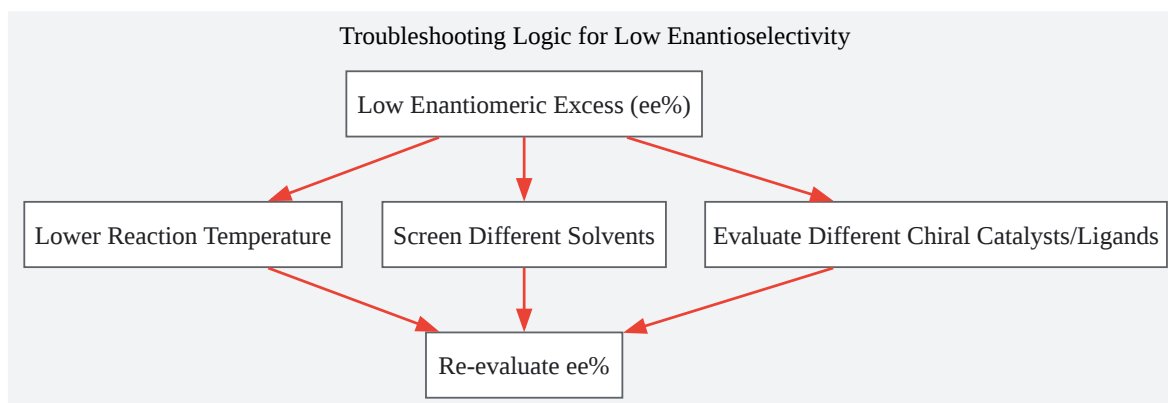 Troubleshooting Logic for Low Enantioselectivity
Low Enantiomeric Excess (ee%)
Lower Reaction Temperature
Screen Different Solvents
Evaluate Different Chiral Catalysts/Ligands
Re-evaluate ee%